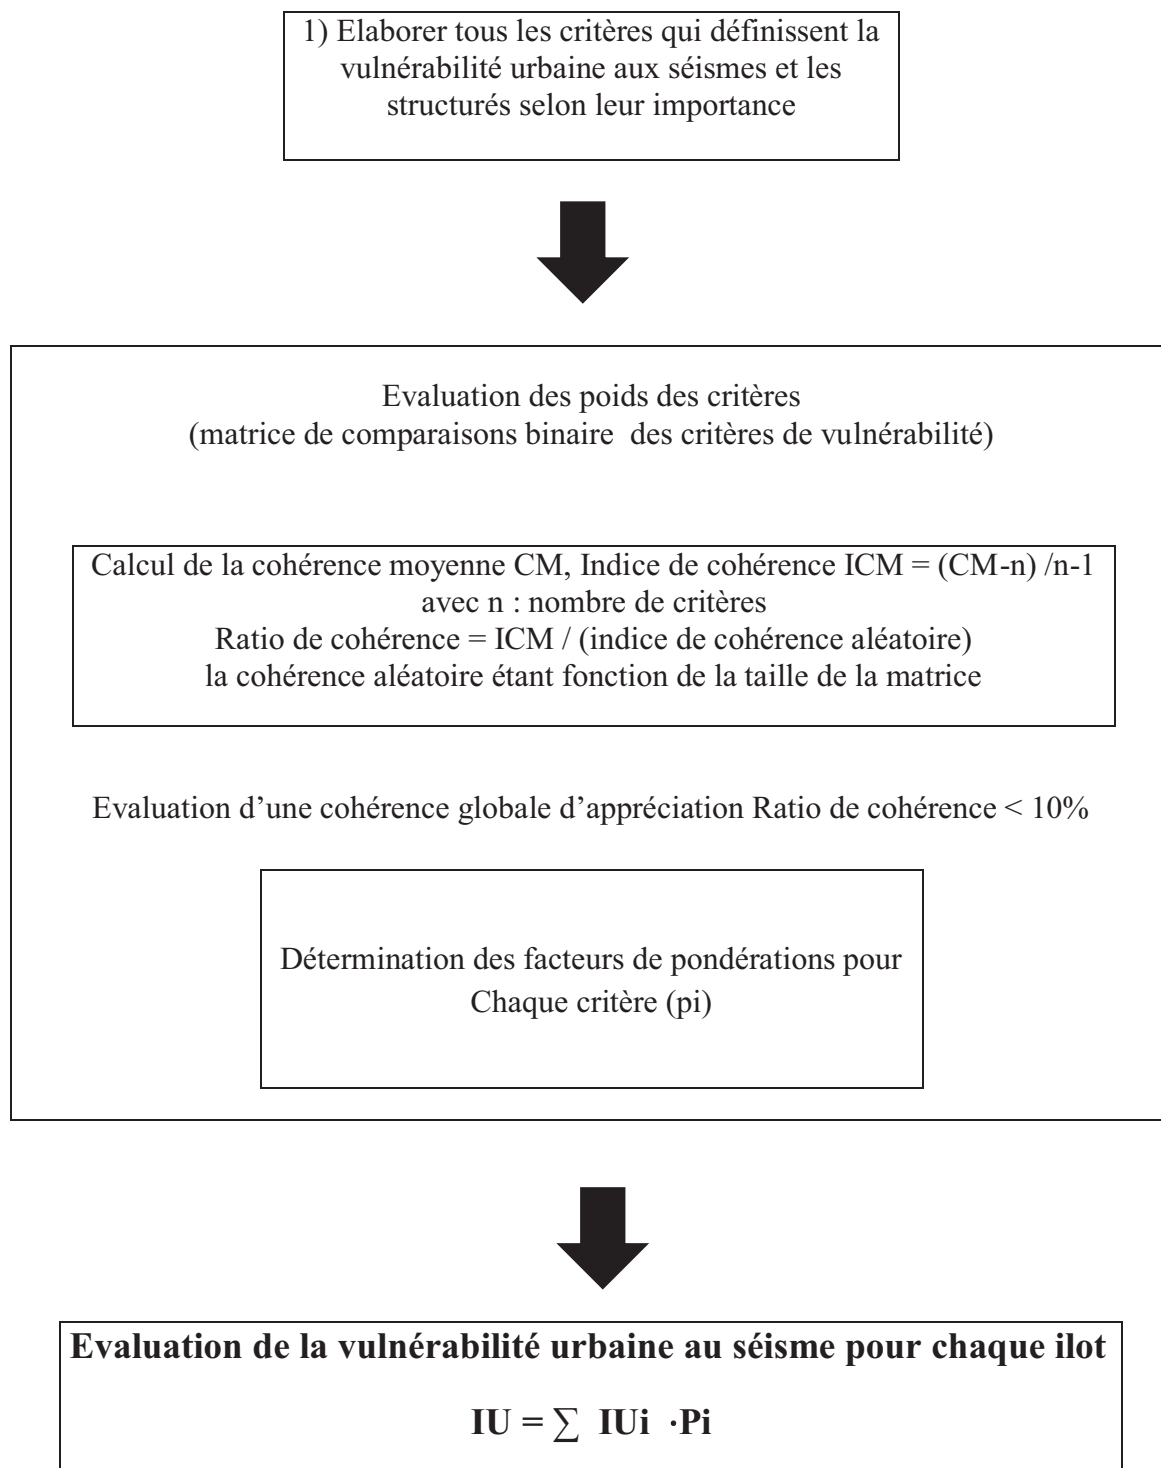 1) Elaborer tous les critères qui définissent la
vulnérabilité urbaine aux séismes et les
structurés selon leur importance
Evaluation des poids des critères
(matrice de comparaisons binaire des critères de vulnérabilité)
Calcul de la cohérence moyenne CM, Indice de cohérence ICM = (CM-n) /n-1
avec n : nombre de critères
Ratio de cohérence = ICM / (indice de cohérence aléatoire)
la cohérence aléatoire étant fonction de la taille de la matrice
Evaluation d’une cohérence globale d’appréciation Ratio de cohérence < 10%
Détermination des facteurs de pondérations pour
Chaque critère (pi)
Evaluation de la vulnérabilité urbaine au séisme pour chaque ilot
IU = ∑ IUi ·Pi